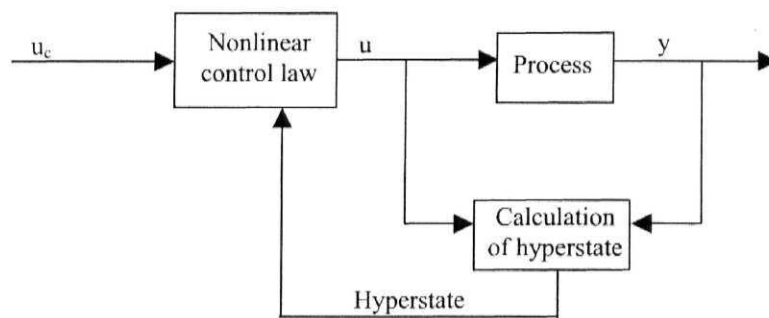 u_c
Nonlinear
control law
u
Process
y
Calculation
of hyperstate
Hyperstate